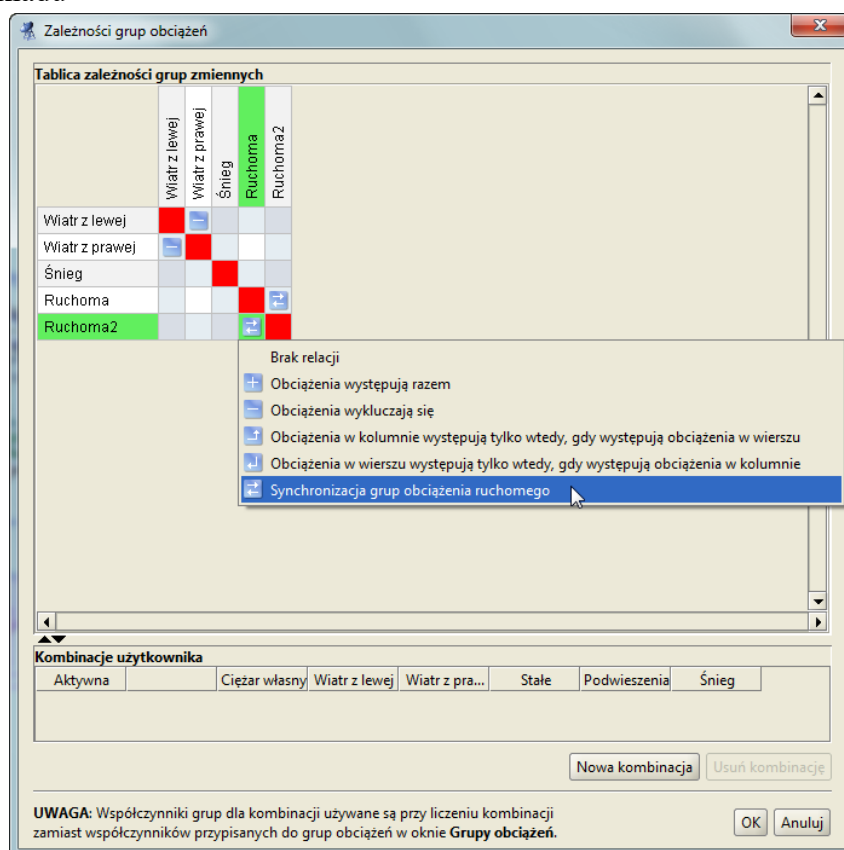 Zależności grup obciążeń
Tablica zależności grup zmiennych
Wiatr z lewej
Wiatr z prawej
Śnieg
Ruchoma
Ruchoma2
Wiatr z lewej
Wiatr z prawej
Śnieg
Ruchoma
Ruchoma2
Brak relacji
Obciążenia występują razem
Obciążenia wykluczają się
Obciążenia w kolumnie występują tylko wtedy, gdy występują obciążenia w wierszu
Obciążenia w wierszu występują tylko wtedy, gdy występują obciążenia w kolumnie
Synchronizacja grup obciążenia ruchomego
Kombinacje użytkownika
Aktywna Ciężar własny Wiatr z lewej Wiatr z pra... Stałe Podwieszenia Śnieg
Nowa kombinacja Usuń kombinację
UWAGA: Współczynniki grup dla kombinacji używane są przy liczeniu kombinacji
zamiast współczynników przypisanych do grup obciążeń w oknie Grupy obciążeń.
OK Anuluj